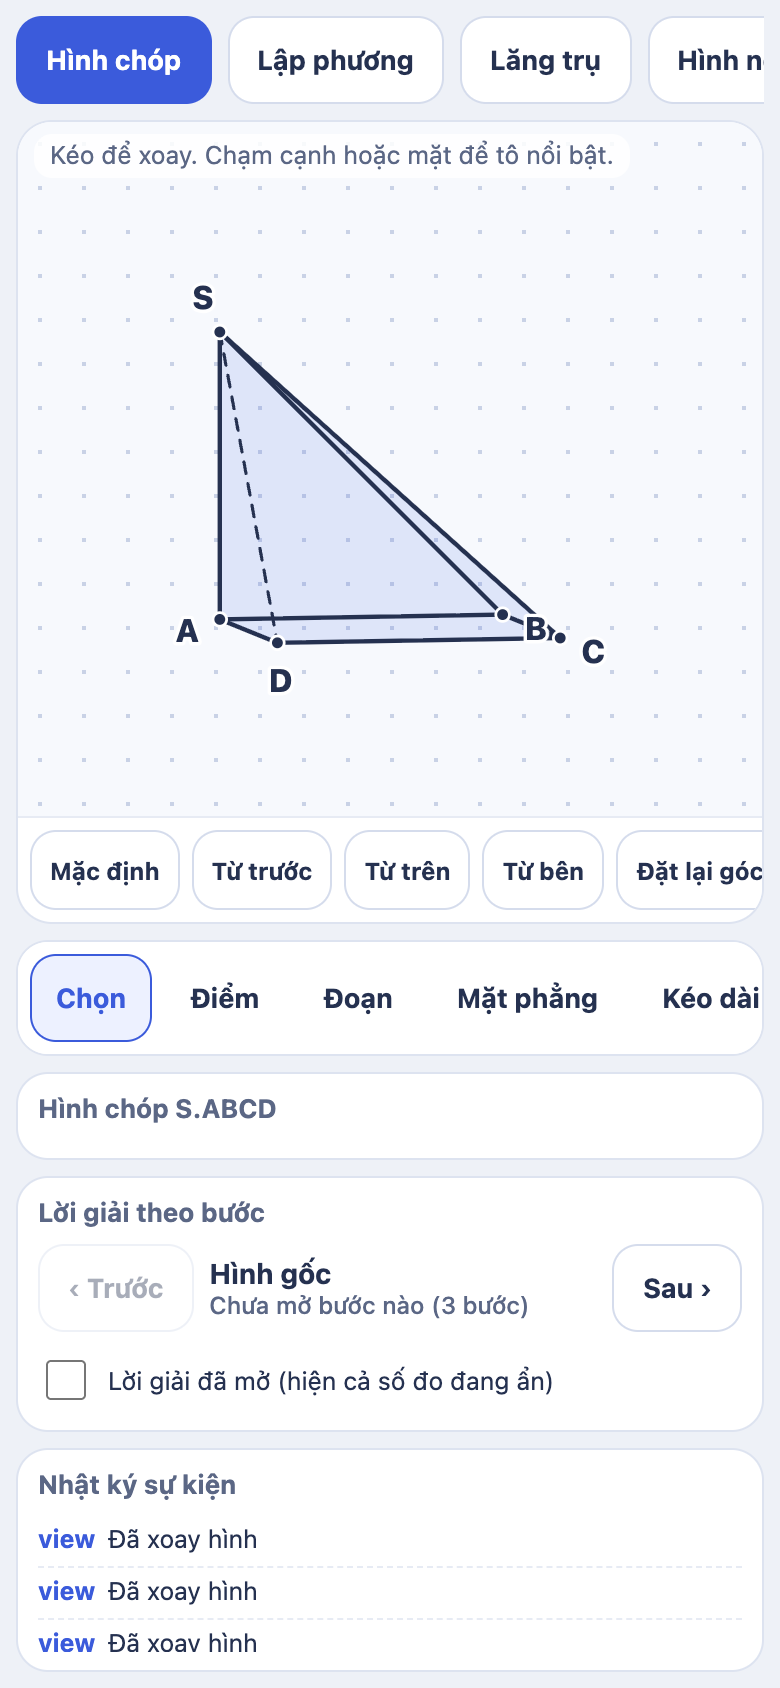 Hình chóp Lập phương Lăng trụ Hình n
Kéo để xoay. Chạm cạnh hoặc mặt để tô nổi bật.
S
A
B
C
D
Mặc định Từ trước Từ trên Từ bên Đặt lại góc
Chọn Điểm Đoạn Mặt phẳng Kéo dài
Hình chóp S.ABCD
Lời giải theo bước
‹ Trước
Hình gốc
Chưa mở bước nào (3 bước)
Sau ›
Lời giải đã mở (hiện cả số đo đang ẩn)
Nhật ký sự kiện
view Đã xoay hình
view Đã xoay hình
view Đã xoay hình